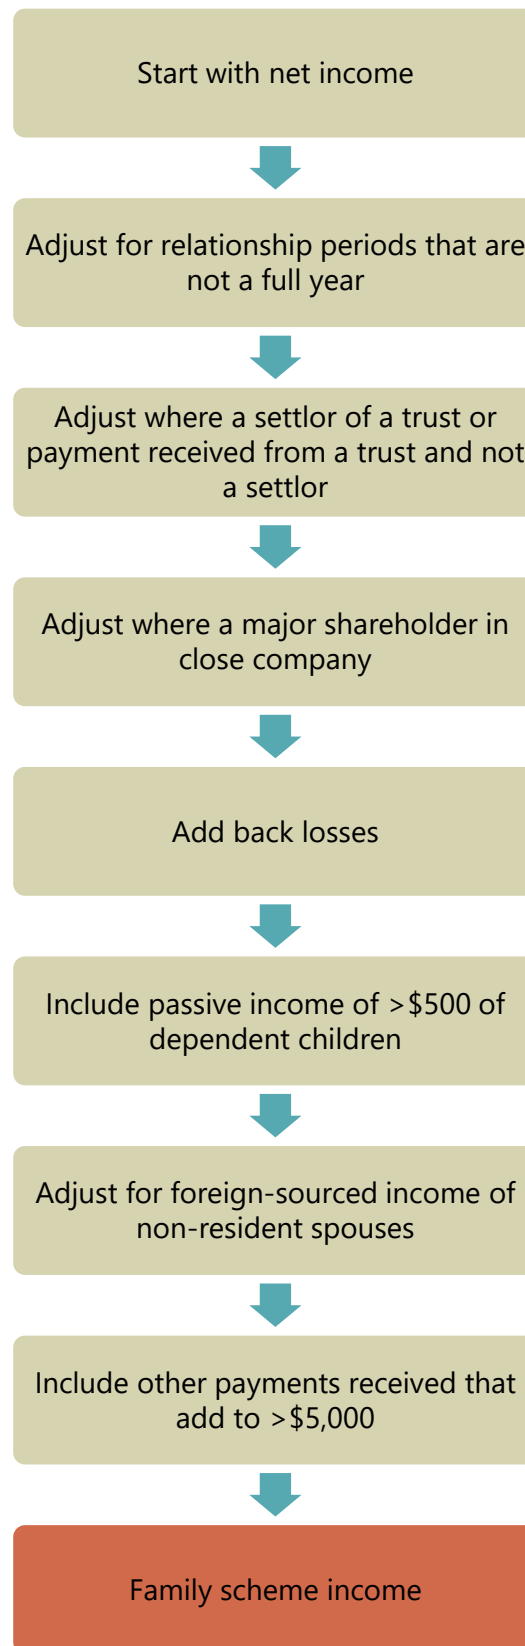 Start with net income
Adjust for relationship periods that are
not a full year
Adjust where a settlor of a trust or
payment received from a trust and not
a settlor
Adjust where a major shareholder in
close company
Add back losses
Include passive income of >$500 of
dependent children
Adjust for foreign-sourced income of
non-resident spouses
Include other payments received that
add to >$5,000
Family scheme income